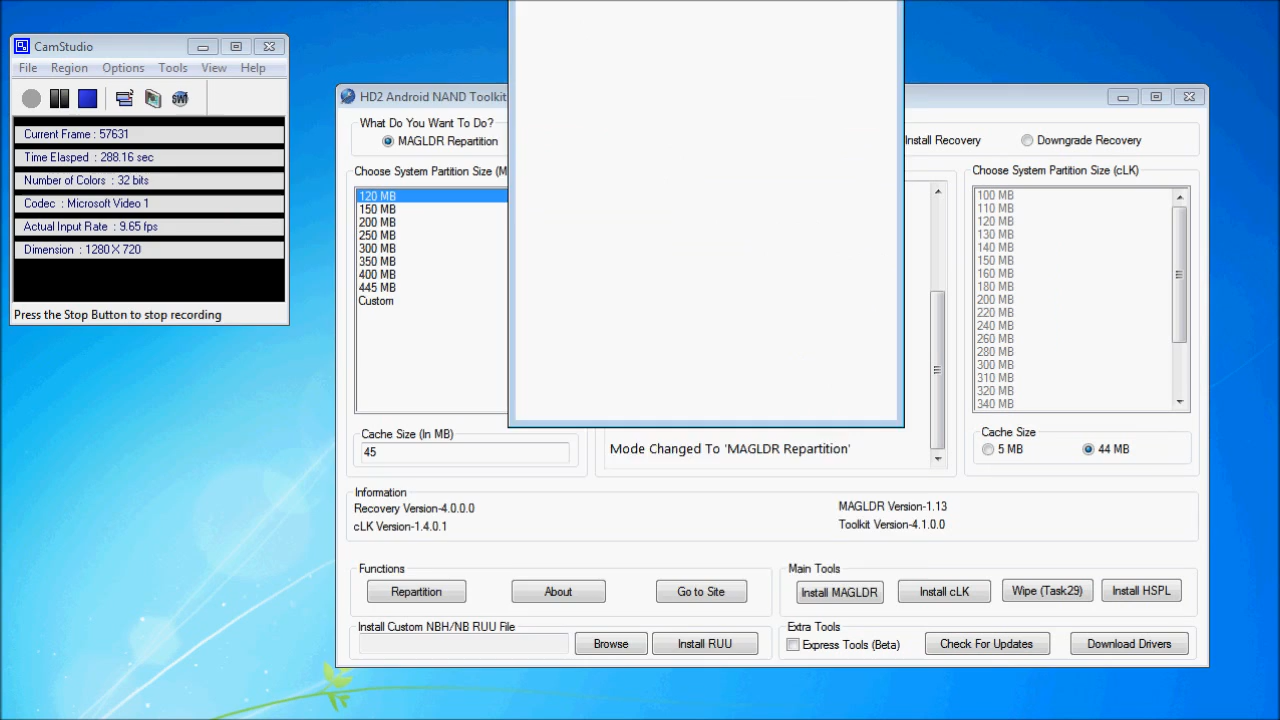 CamStudio
File Region Options Tools View Help
Current Frame : 57631
Time Elasped : 288.16 sec
Number of Colors : 32 bits
Codec : Microsoft Video 1
Actual Input Rate : 9.65 fps
Dimension : 1280 X 720
Press the Stop Button to stop recording
HD2 Android NAND Toolkit
What Do You Want To Do?
MAGLDR Repartition
Install Recovery
Downgrade Recovery
Choose System Partition Size (M
120 MB
150 MB
200 MB
250 MB
300 MB
350 MB
400 MB
445 MB
Custom
Cache Size (In MB)
45
Mode Changed To 'MAGLDR Repartition'
Choose System Partition Size (cLK)
100 MB
110 MB
120 MB
130 MB
140 MB
150 MB
160 MB
180 MB
200 MB
220 MB
240 MB
260 MB
280 MB
300 MB
310 MB
320 MB
340 MB
Cache Size
5 MB 44 MB
Information
Recovery Version-4.0.0.0
cLK Version-1.4.0.1
MAGLDR Version-1.13
Toolkit Version-4.1.0.0
Functions
Repartition About Go to Site
Install Custom NBH/NB RUU File
Browse Install RUU
Main Tools
Install MAGLDR Install cLK Wipe (Task29) Install HSPL
Extra Tools
Express Tools (Beta) Check For Updates Download Drivers